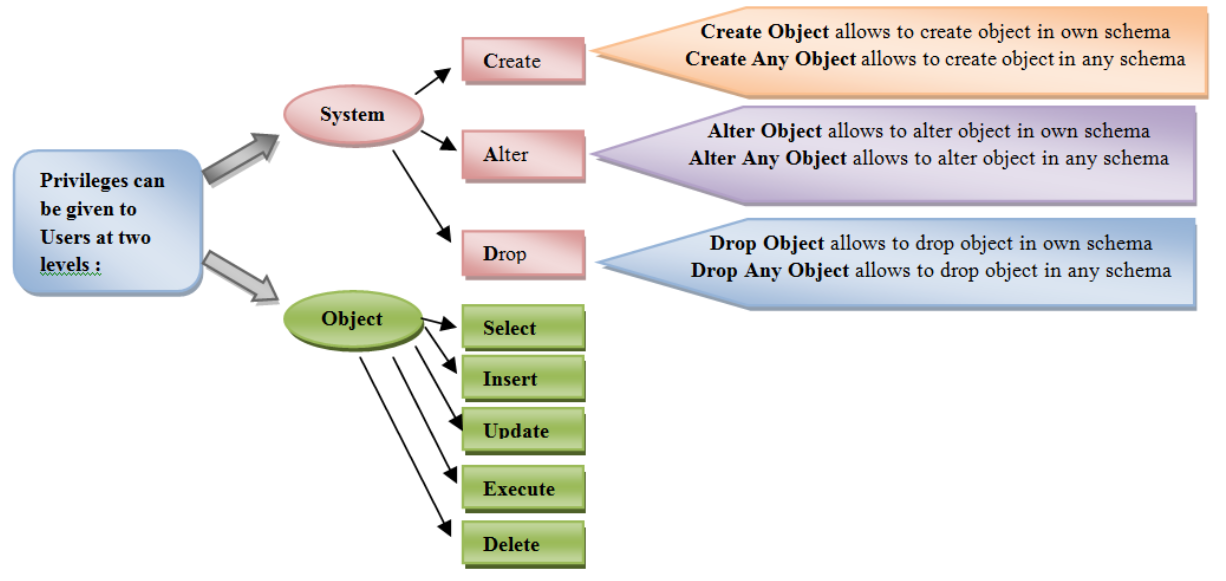 Privileges can
be given to
Users at two
levels :
System
Create
Create Object allows to create object in own schema
Create Any Object allows to create object in any schema
Alter
Alter Object allows to alter object in own schema
Alter Any Object allows to alter object in any schema
Drop
Drop Object allows to drop object in own schema
Drop Any Object allows to drop object in any schema
Object
Select
Insert
Update
Execute
Delete